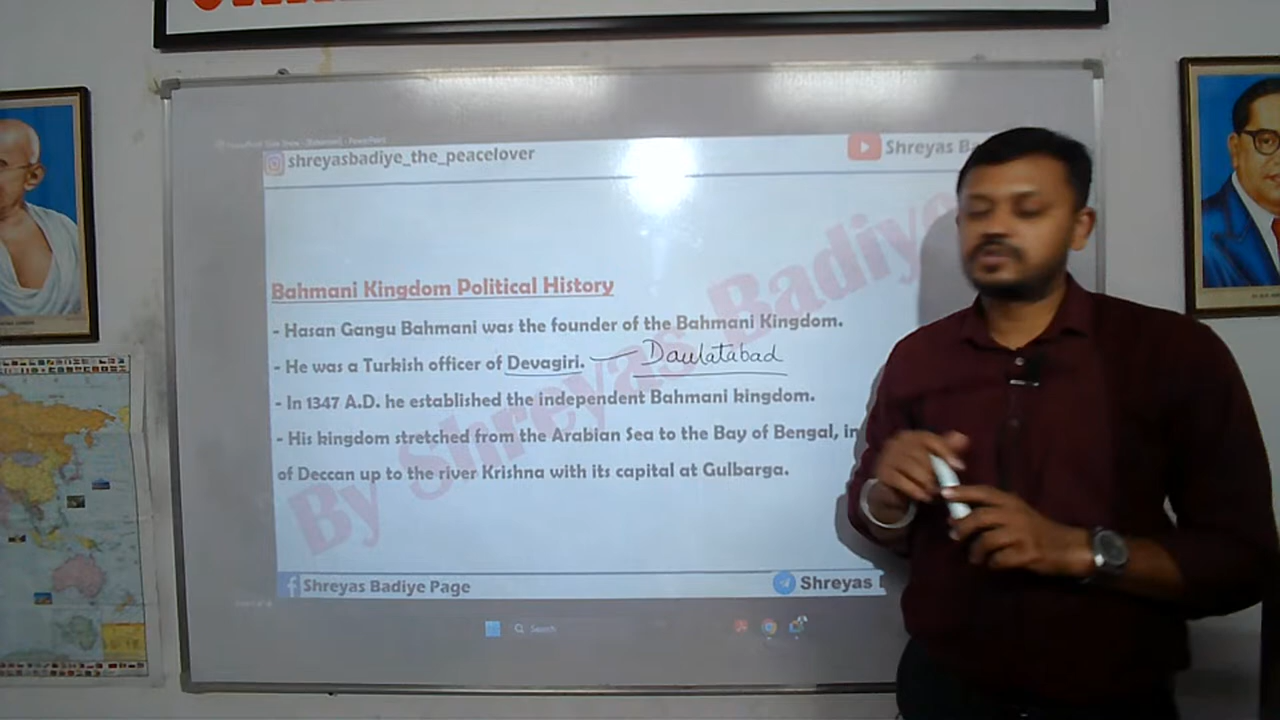 shreyasbadiye_the_peacelover
Shreyas
Bahmani Kingdom Political History
- Hasan Gangu Bahmani was the founder of the Bahmani Kingdom.
- He was a Turkish officer of Devagiri. — Daulatabad
- In 1347 A.D. he established the independent Bahmani kingdom.
- His kingdom stretched from the Arabian Sea to the Bay of Bengal, in
of Deccan up to the river Krishna with its capital at Gulbarga.
By Shreyas Badiye
Shreyas Badiye Page
Shreyas
Search